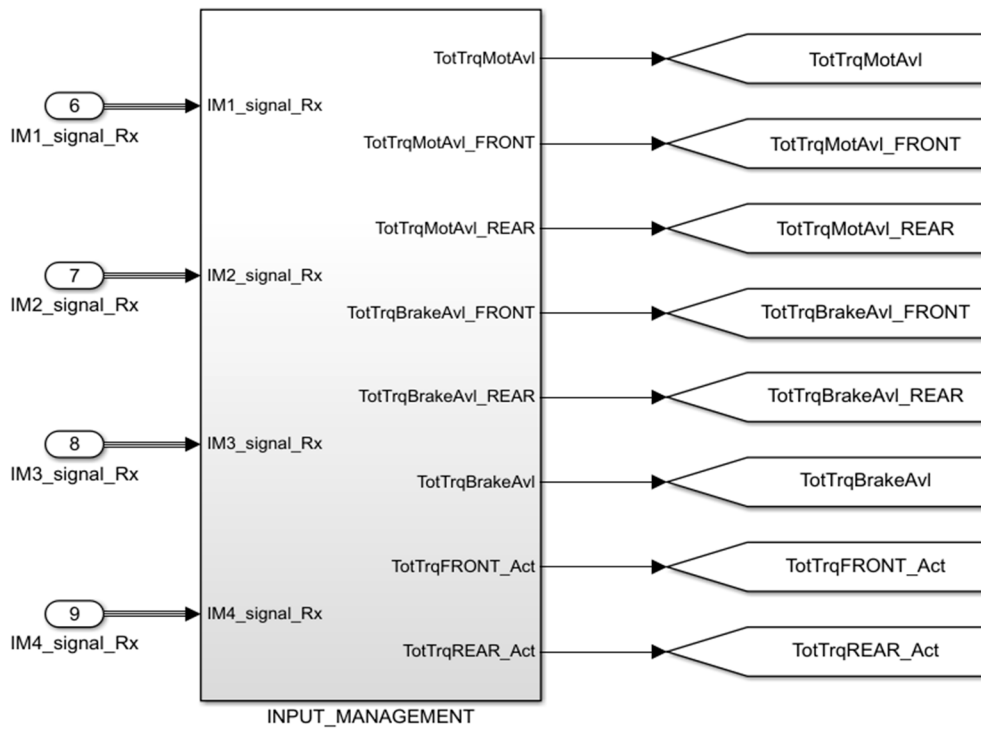 TotTrqMotAvl
TotTrqMotAvl
6
IM1_signal_Rx
IM1_signal_Rx
TotTrqMotAvl_FRONT
TotTrqMotAvl_FRONT
TotTrqMotAvl_REAR
TotTrqMotAvl_REAR
7
IM2_signal_Rx
IM2_signal_Rx
TotTrqBrakeAvl_FRONT
TotTrqBrakeAvl_FRONT
TotTrqBrakeAvl_REAR
TotTrqBrakeAvl_REAR
8
IM3_signal_Rx
IM3_signal_Rx
TotTrqBrakeAvl
TotTrqBrakeAvl
TotTrqFRONT_Act
TotTrqFRONT_Act
9
IM4_signal_Rx
IM4_signal_Rx
TotTrqREAR_Act
TotTrqREAR_Act
INPUT_MANAGEMENT